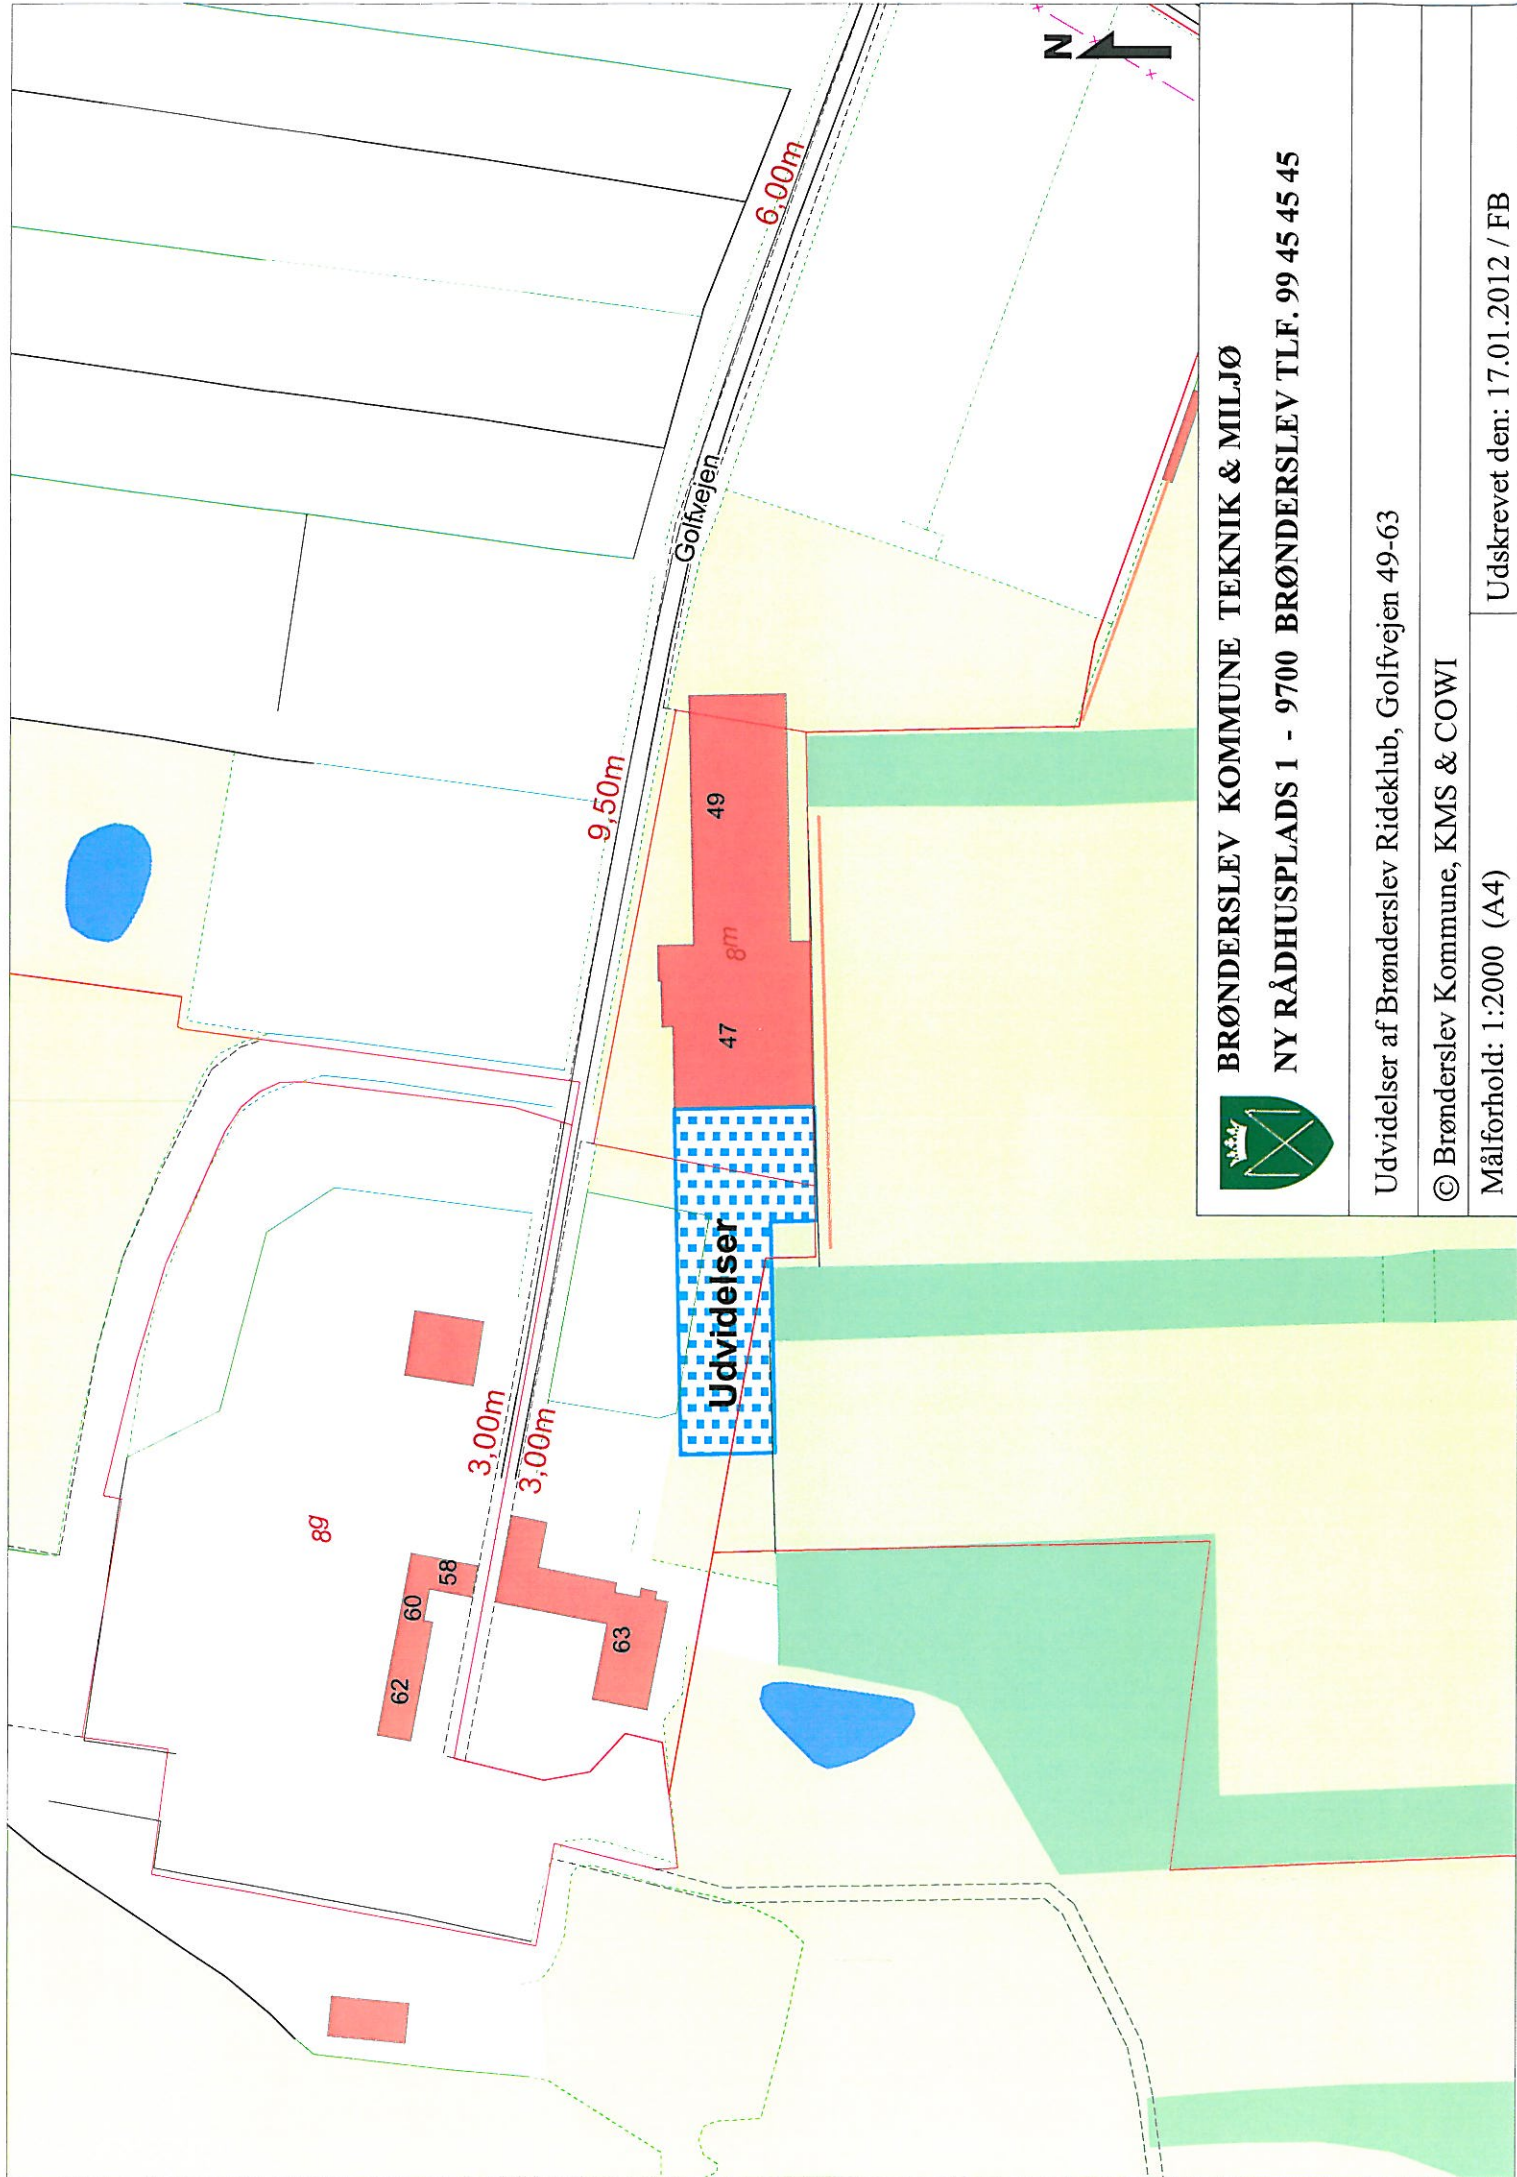 N
6,00m
Golfvejen
9,50m
49
8m
47
Udvidelser
3,00m
3,00m
8g
58
60
62
63
BRØNDERSLEV KOMMUNE TEKNIK & MILJØ
NY RÅDHUSPLADS 1 - 9700 BRØNDERSLEV TLF. 99 45 45 45
Udvidelser af Brønderslev Rideklub, Golfvejen 49-63
© Brønderslev Kommune, KMS & COWI
Målforhold: 1:2000 (A4)
Udskrevet den: 17.01.2012 / FB